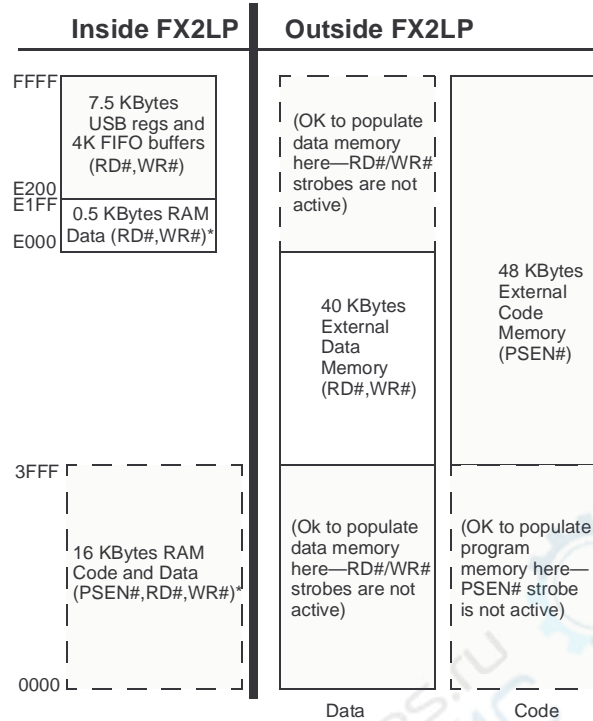 Inside FX2LP
Outside FX2LP
FFFF
7.5 KBytes
USB regs and
4K FIFO buffers
(RD#,WR#)
E200
E1FF
0.5 KBytes RAM
Data (RD#,WR#)*
E000
(OK to populate
data memory
here—RD#/WR#
strobes are not
active)
40 KBytes
External
Data
Memory
(RD#,WR#)
48 KBytes
External
Code
Memory
(PSEN#)
3FFF
16 KBytes RAM
Code and Data
(PSEN#,RD#,WR#)*
0000
(Ok to populate
data memory
here—RD#/WR#
strobes are not
active)
(OK to populate
program
memory here—
PSEN# strobe
is not active)
Data
Code